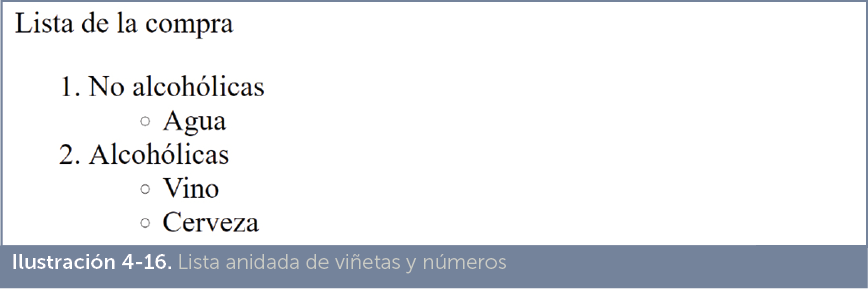 Lista de la compra
1. No alcohólicas
○ Agua
2. Alcohólicas
○ Vino
○ Cerveza
Ilustración 4-16. Lista anidada de viñetas y números